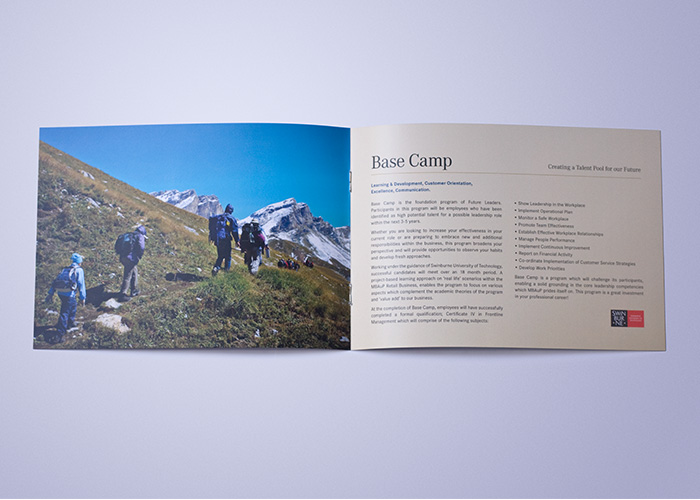 Base Camp
Creating a Talent Pool for our Future
Learning & Development, Customer Orientation,
Excellence, Communication.
Base Camp is the foundation program of Future Leaders.
Participants in this program will be employees who have been
identified as high potential talent for a possible leadership role
within the next 3-5 years.
Whether you are looking to increase your effectiveness in your
current role or are preparing to embrace new and additional
responsibilities within the business, this program broadens your
perspective and will provide opportunities to observe your habits
and develop fresh approaches.
Working under the guidance of Swinburne University of Technology,
successful candidates will meet over an 18 month period. A
project-based learning approach on 'real life' scenarios within the
MBAuP Retail Business, enables the program to focus on various
aspects which complement the academic theories of the program
and 'value add' to our business.
At the completion of Base Camp, employees will have successfully
completed a formal qualification, Certificate IV in Frontline
Management which will comprise of the following subjects:
• Show Leadership in the Workplace
• Implement Operational Plan
• Monitor a Safe Workplace
• Promote Team Effectiveness
• Establish Effective Workplace Relationships
• Manage People Performance
• Implement Continuous Improvement
• Report on Financial Activity
• Co-ordinate Implementation of Customer Service Strategies
• Develop Work Priorities
Base Camp is a program which will challenge its participants,
enabling a solid grounding in the core leadership competencies
which MBAuP prides itself on. This program is a great investment
in your professional career!
SWIN
BUR
NE